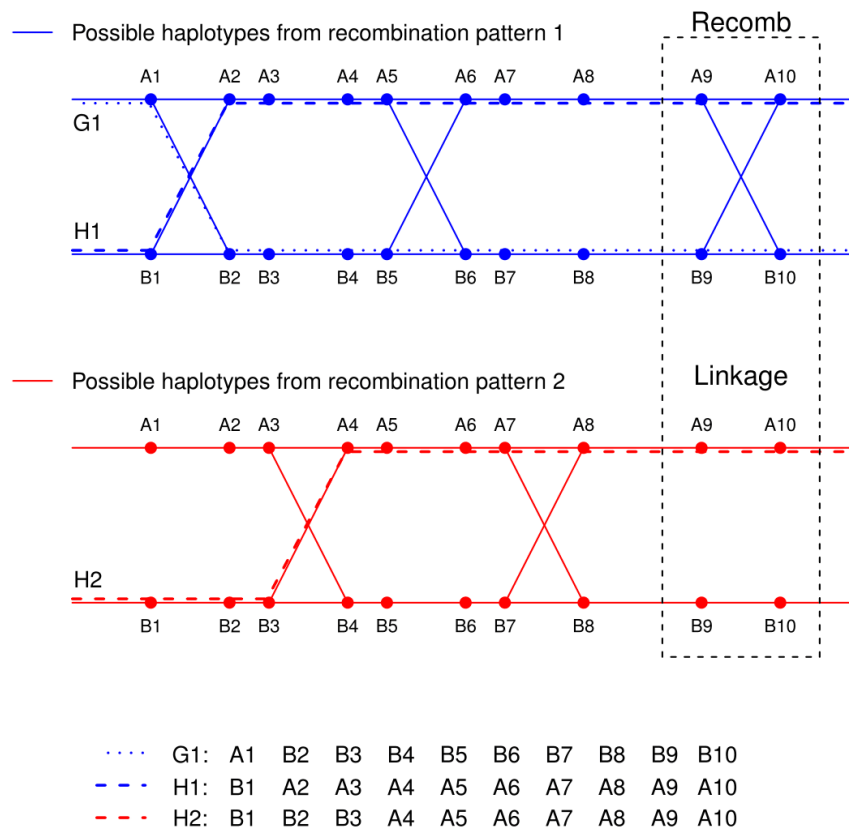 Possible haplotypes from recombination pattern 1
Recomb
A1 A2 A3 A4 A5 A6 A7 A8 A9 A10
G1
H1
B1 B2 B3 B4 B5 B6 B7 B8 B9 B10
Possible haplotypes from recombination pattern 2
Linkage
A1 A2 A3 A4 A5 A6 A7 A8 A9 A10
H2
B1 B2 B3 B4 B5 B6 B7 B8 B9 B10
G1: A1 B2 B3 B4 B5 B6 B7 B8 B9 B10
H1: B1 A2 A3 A4 A5 A6 A7 A8 A9 A10
H2: B1 B2 B3 A4 A5 A6 A7 A8 A9 A10